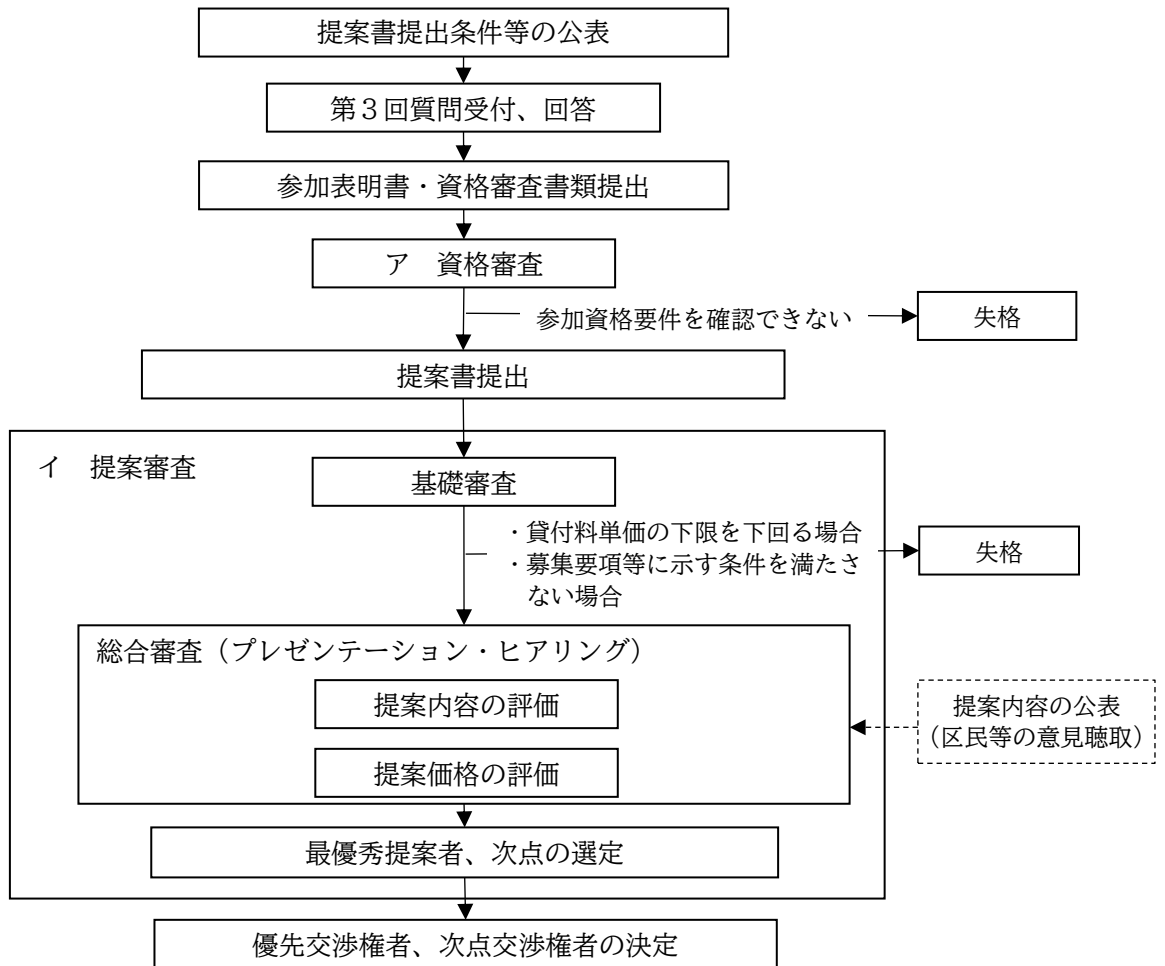 提案書提出条件等の公表
第３回質問受付、回答
参加表明書・資格審査書類提出
ア　資格審査
参加資格要件を確認できない
失格
提案書提出
イ　提案審査
基礎審査
・貸付料単価の下限を下回る場合
・募集要項等に示す条件を満たさ
ない場合
失格
総合審査（プレゼンテーション・ヒアリング）
提案内容の評価
提案価格の評価
提案内容の公表
（区民等の意見聴取）
最優秀提案者、次点の選定
優先交渉権者、次点交渉権者の決定